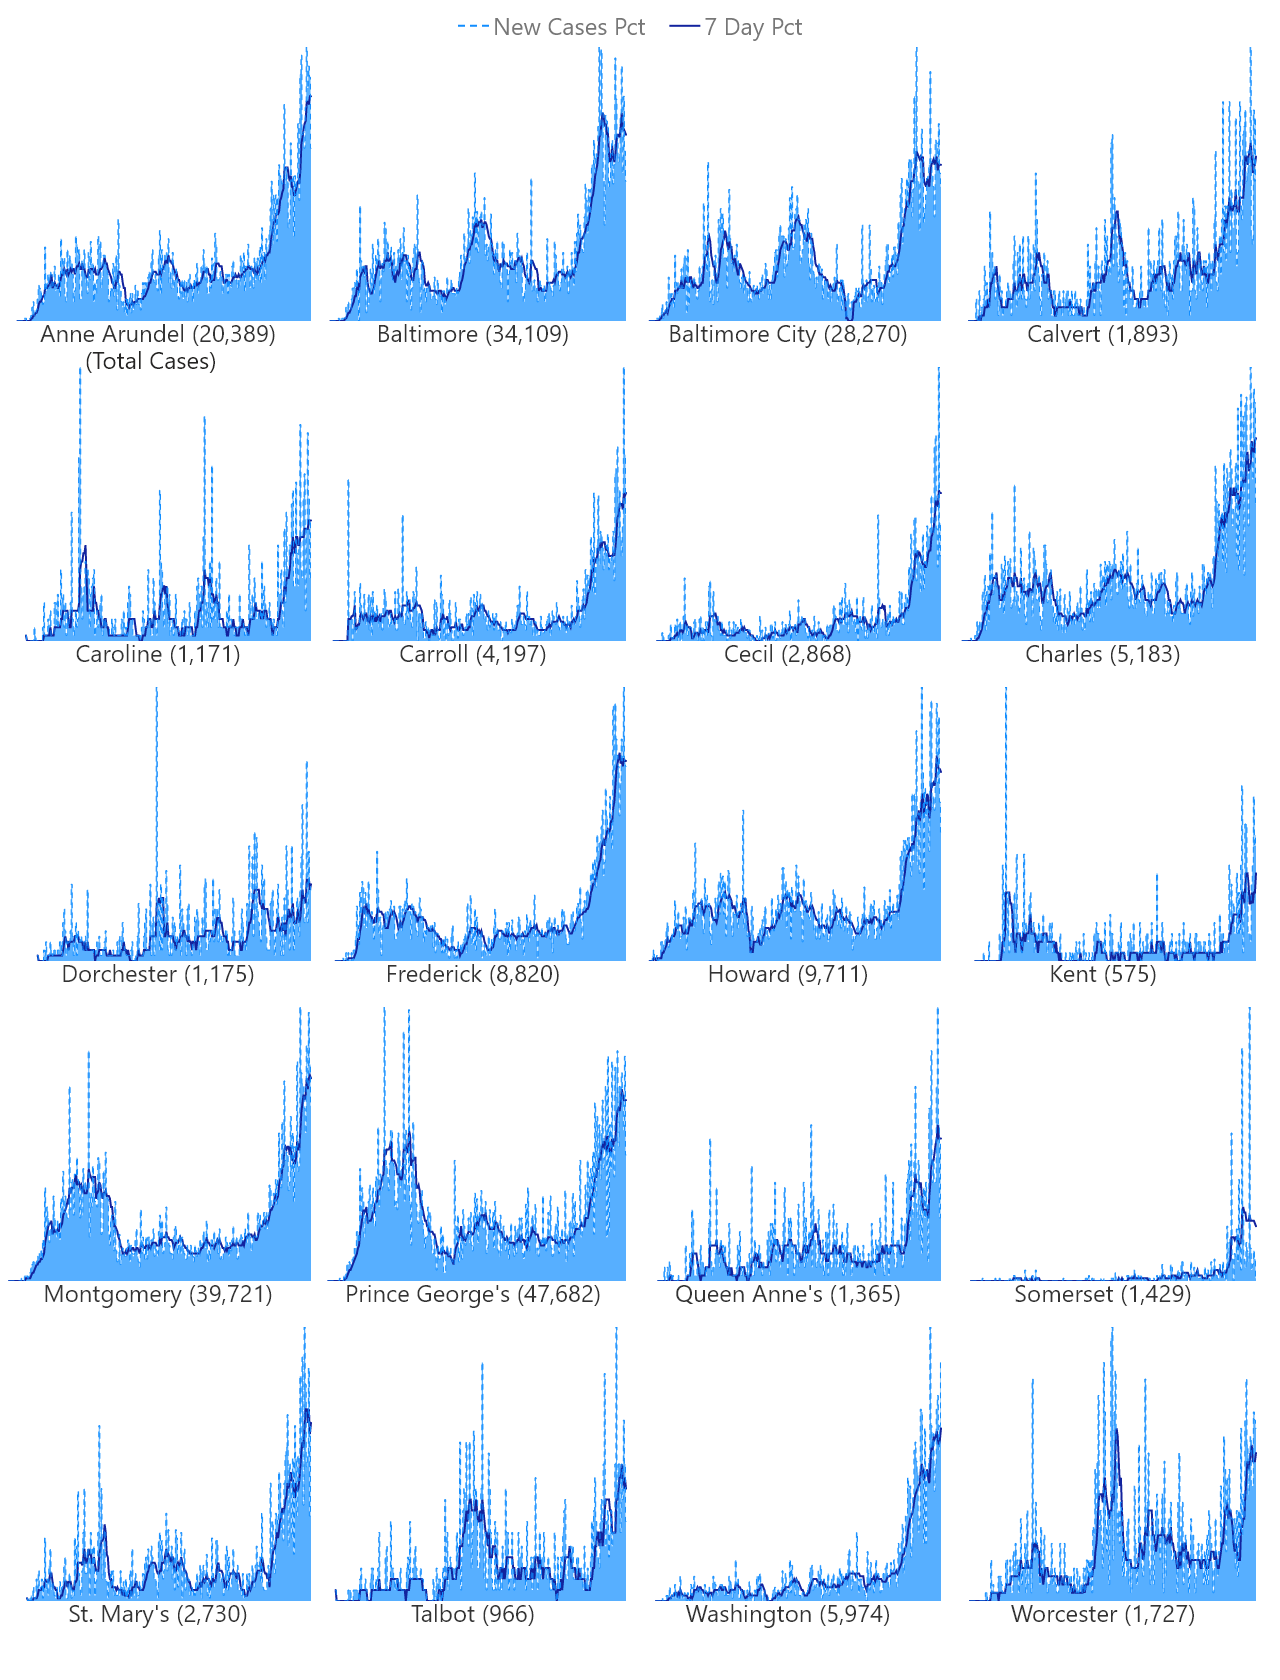 New Cases Pct 7 Day Pct
Anne Arundel (20,389) Baltimore (34,109) Baltimore City (28,270) Calvert (1,893)
(Total Cases)
Caroline (1,171) Carroll (4,197) Cecil (2,868) Charles (5,183)
Dorchester (1,175) Frederick (8,820) Howard (9,711) Kent (575)
Montgomery (39,721) Prince George's (47,682) Queen Anne's (1,365) Somerset (1,429)
St. Mary's (2,730) Talbot (966) Washington (5,974) Worcester (1,727)